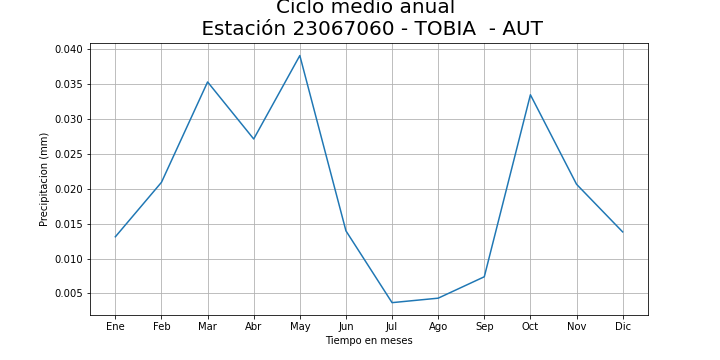 Ciclo medio anual
Estación 23067060 - TOBIA  - AUT
0.040
0.035
0.030
0.025
0.020
0.015
0.010
0.005
Precipitacion (mm)
Ene Feb Mar Abr May Jun Jul Ago Sep Oct Nov Dic
Tiempo en meses